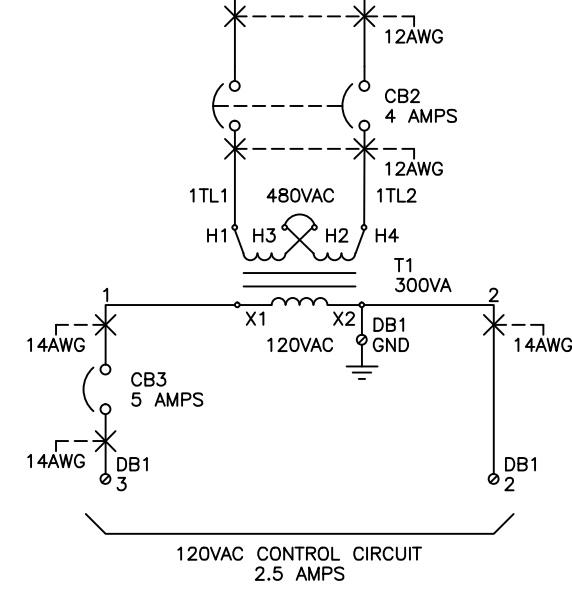 12AWG
CB2
4 AMPS
12AWG
1TL1 480VAC 1TL2
H1 H3 H2 H4
T1
300VA
1 2
X1 X2 DB1
14AWG 120VAC GND 14AWG
CB3
5 AMPS
14AWG DB1 DB1
3 2
120VAC CONTROL CIRCUIT
2.5 AMPS